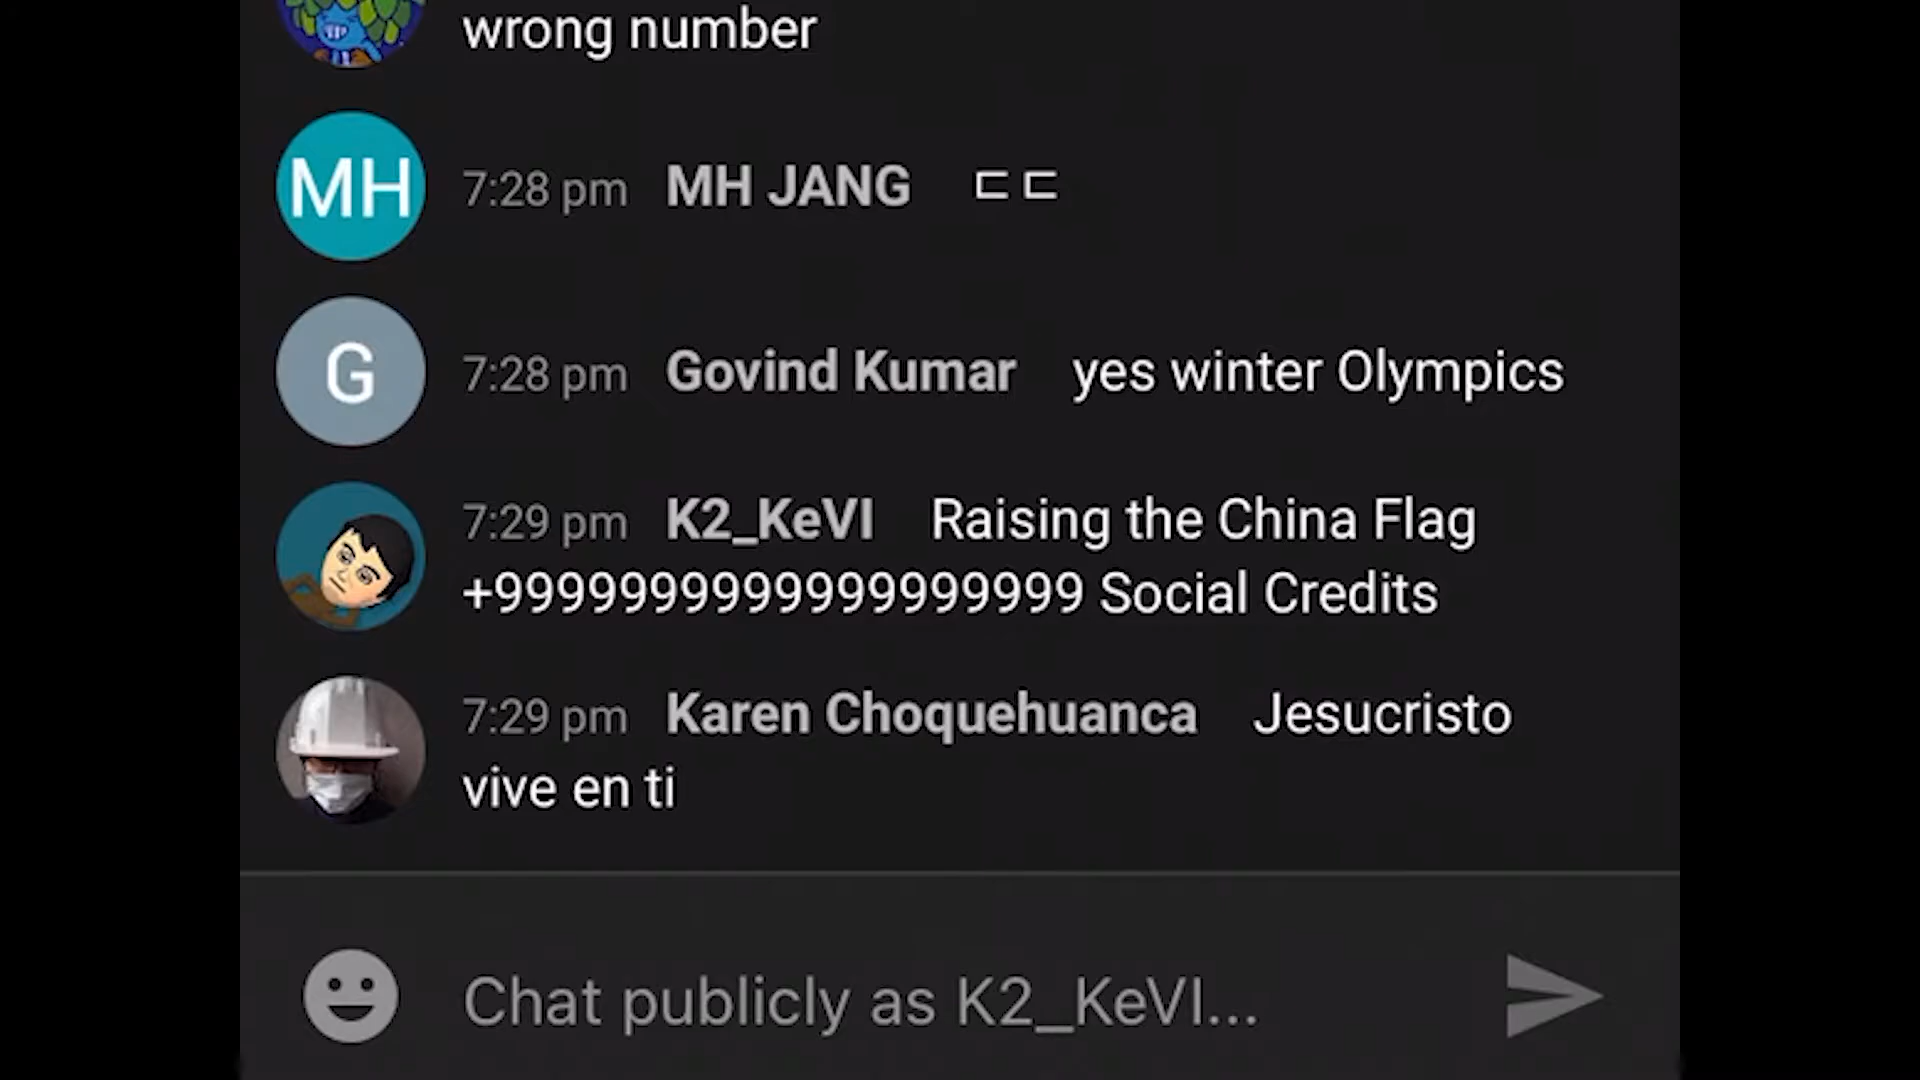 wrong number
MH 7:28 pm MH JANG ㄷㄷ
G 7:28 pm Govind Kumar yes winter Olympics
7:29 pm K2_KeVI Raising the China Flag
+9999999999999999999 Social Credits
7:29 pm Karen Choquehuanca Jesucristo
vive en ti
Chat publicly as K2_KeVI...